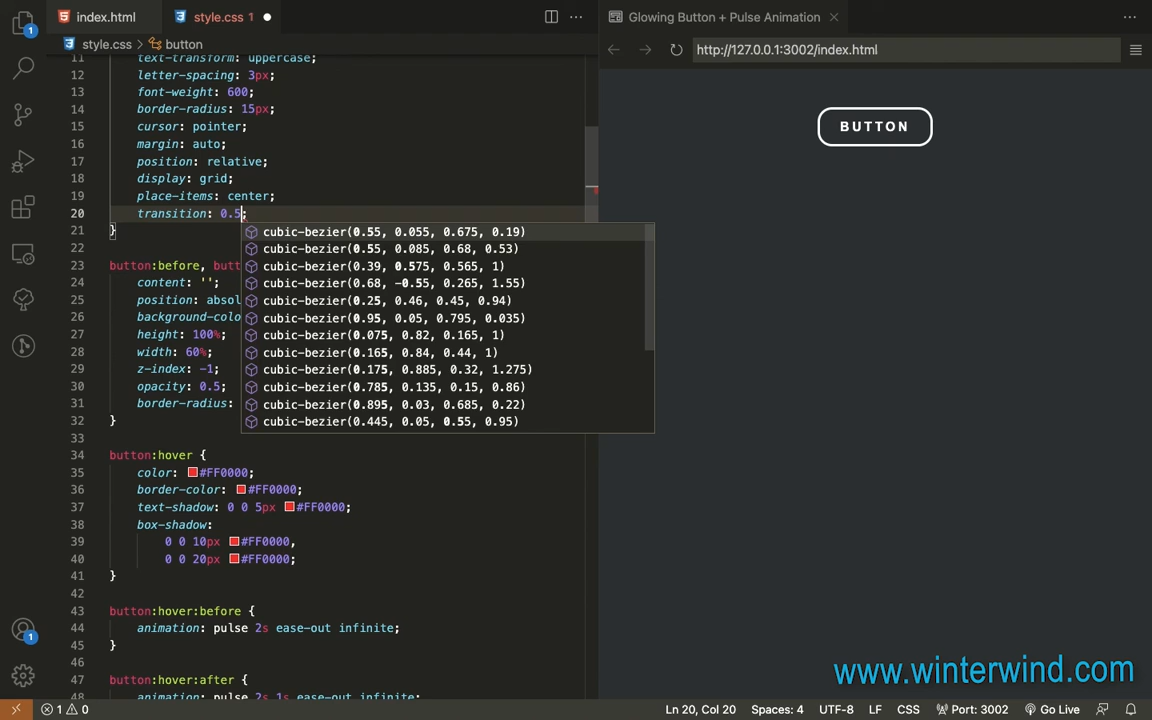 index.html
style.css 1
Glowing Button + Pulse Animation
style.css
button
http://127.0.0.1:3002/index.html
11 text-transform: uppercase;
12 letter-spacing: 3px;
13 font-weight: 600;
14 border-radius: 15px;
15 cursor: pointer;
16 margin: auto;
17 position: relative;
18 display: grid;
19 place-items: center;
20 transition: 0.5;
21 }
22
23 button:before, butt
24 content: '';
25 position: absol
26 background-colo
27 height: 100%;
28 width: 60%;
29 z-index: -1;
30 opacity: 0.5;
31 border-radius:
32 }
33
34 button:hover {
35 color: #FF0000;
36 border-color: #FF0000;
37 text-shadow: 0 0 5px #FF0000;
38 box-shadow:
39 0 0 10px #FF0000,
40 0 0 20px #FF0000;
41 }
42
43 button:hover:before {
44 animation: pulse 2s ease-out infinite;
45 }
46
47 button:hover:after {
48 animation: pulse 2s 1s ease-out infinite;
cubic-bezier(0.55, 0.055, 0.675, 0.19)
cubic-bezier(0.55, 0.085, 0.68, 0.53)
cubic-bezier(0.39, 0.575, 0.565, 1)
cubic-bezier(0.68, -0.55, 0.265, 1.55)
cubic-bezier(0.25, 0.46, 0.45, 0.94)
cubic-bezier(0.95, 0.05, 0.795, 0.035)
cubic-bezier(0.075, 0.82, 0.165, 1)
cubic-bezier(0.165, 0.84, 0.44, 1)
cubic-bezier(0.175, 0.885, 0.32, 1.275)
cubic-bezier(0.785, 0.135, 0.15, 0.86)
cubic-bezier(0.895, 0.03, 0.685, 0.22)
cubic-bezier(0.445, 0.05, 0.55, 0.95)
BUTTON
1
1
www.winterwind.com
1 0
Ln 20, Col 20 Spaces: 4 UTF-8 LF CSS Port: 3002 Go Live